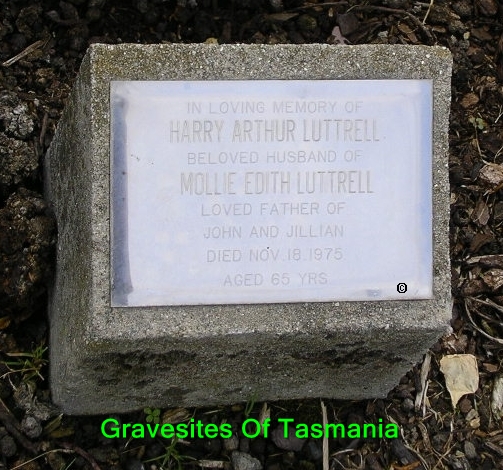 IN LOVING MEMORY OF
HARRY ARTHUR LUTTRELL
BELOVED HUSBAND OF
MOLLIE EDITH LUTTRELL
LOVED FATHER OF
JOHN AND JILLIAN
DIED NOV. 18. 1975.
AGED 65 YRS
©
Gravesites Of Tasmania